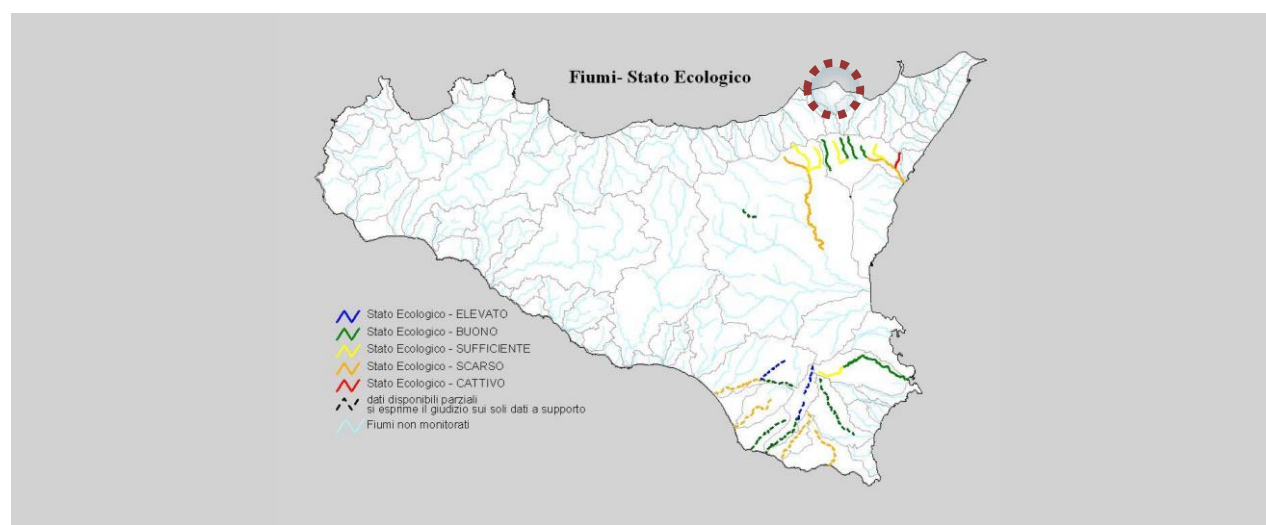 Fiumi- Stato Ecologico
Stato Ecologico - ELEVATO
Stato Ecologico - BUONO
Stato Ecologico - SUFFICIENTE
Stato Ecologico - SCARSO
Stato Ecologico - CATTIVO
dati disponibili parziali
si esprime il giudizio sui soli dati a supporto
Fiumi non monitorati